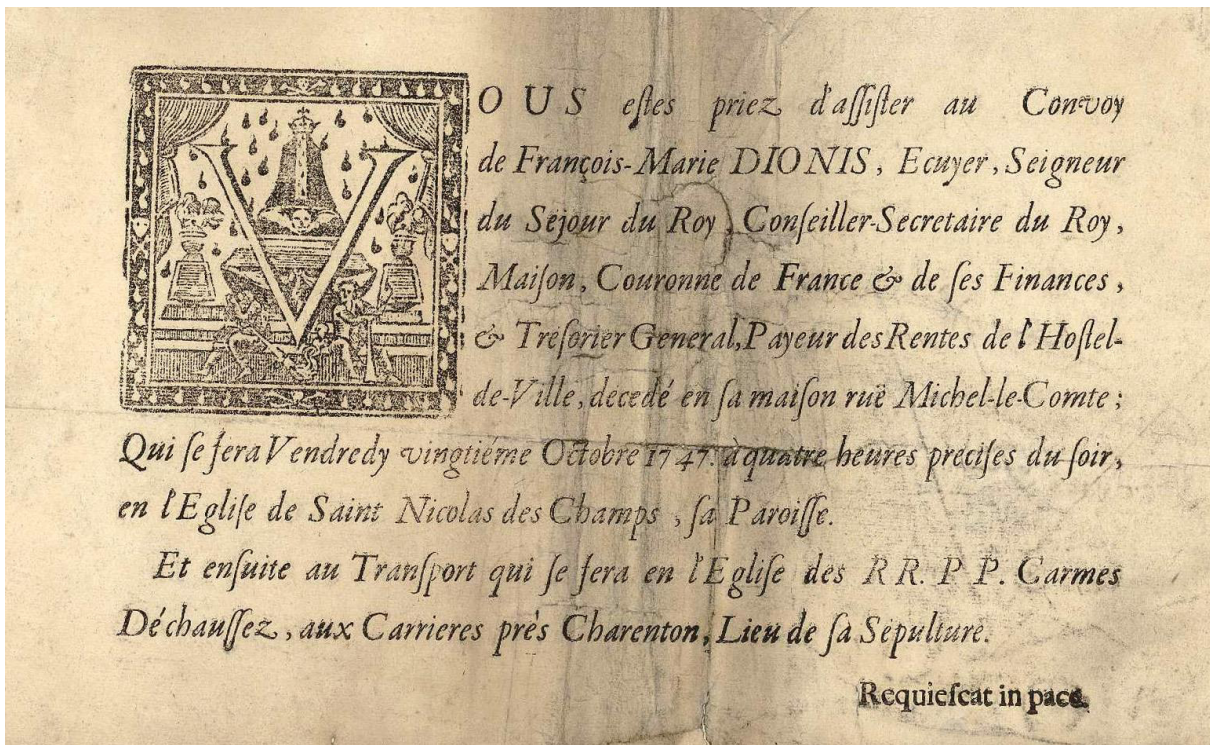 VOUS eſtes priez d'aſſiſter au Convoy
de François-Marie DIONIS, Ecuyer, Seigneur
du Séjour du Roy, Conſeiller-Secretaire du Roy,
Maiſon, Couronne de France & de ſes Finances,
& Tréſorier General, Payeur des Rentes de l'Hoſtel-
de-Ville, décedé en ſa maiſon ruë Michel-le-Comte;
Qui ſe fera Vendredy vingtiéme Octobre 1747. à quatre heures préciſes du ſoir,
en l'Egliſe de Saint Nicolas des Champs, ſa Paroiſſe.
Et enſuite au Tranſport qui ſe fera en l'Egliſe des RR. PP. Carmes
Déchauſſez, aux Carrieres près Charenton, Lieu de ſa Sépulture.
Requieſcat in pace.